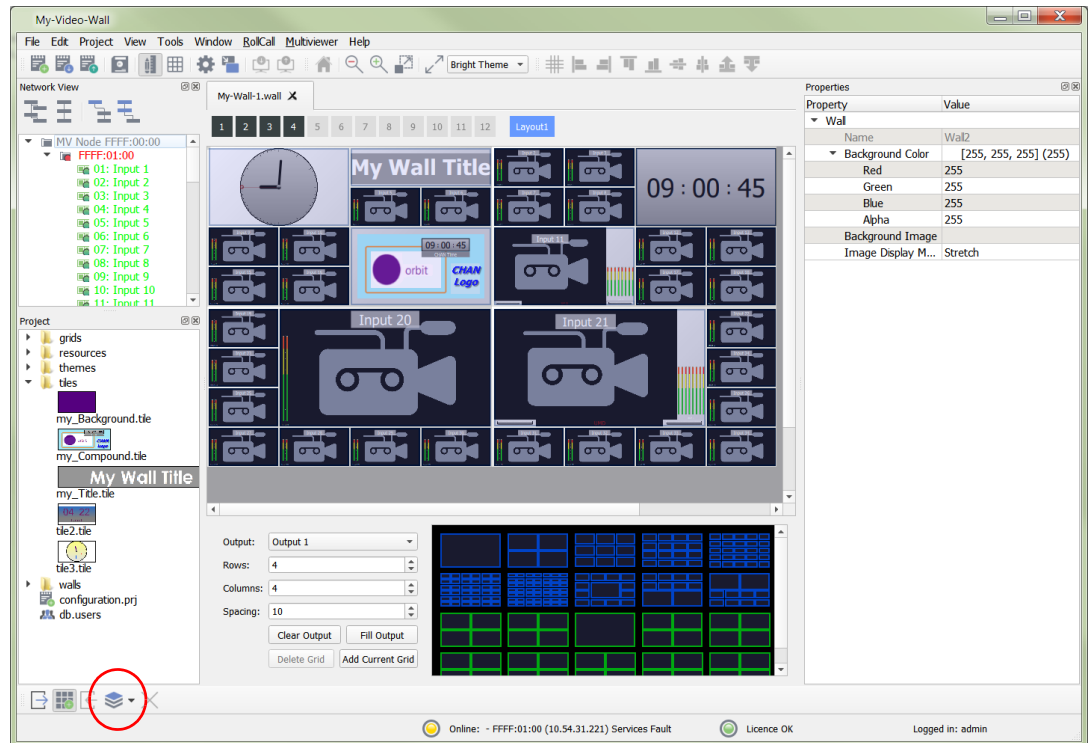 My-Video-Wall
File Edit Project View Tools Window RollCall Multiviewer Help
Bright Theme
Network View
MV Node FFFF:00:00
FFFF:01:00
01: Input 1
02: Input 2
03: Input 3
04: Input 4
05: Input 5
06: Input 6
07: Input 7
08: Input 8
09: Input 9
10: Input 10
11: Input 11
Project
grids
resources
themes
tiles
my_Background.tile
my_Compound.tile
My Wall Title
my_Title.tile
04 22
tile2.tile
tile3.tile
walls
configuration.prj
db.users
My-Wall-1.wall X
1 2 3 4 5 6 7 8 9 10 11 12 Layout1
My Wall Title
09 : 00 : 45
09 : 00 : 45
orbit
CHAN
Logo
Input 11
Input 20
Input 21
Output: Output 1
Rows: 4
Columns: 4
Spacing: 10
Clear Output Fill Output
Delete Grid Add Current Grid
Properties
Property Value
Wall
Name Wall2
Background Color [255, 255, 255] (255)
Red 255
Green 255
Blue 255
Alpha 255
Background Image
Image Display M... Stretch
Online: - FFFF:01:00 (10.54.31.221) Services Fault
Licence OK
Logged in: admin